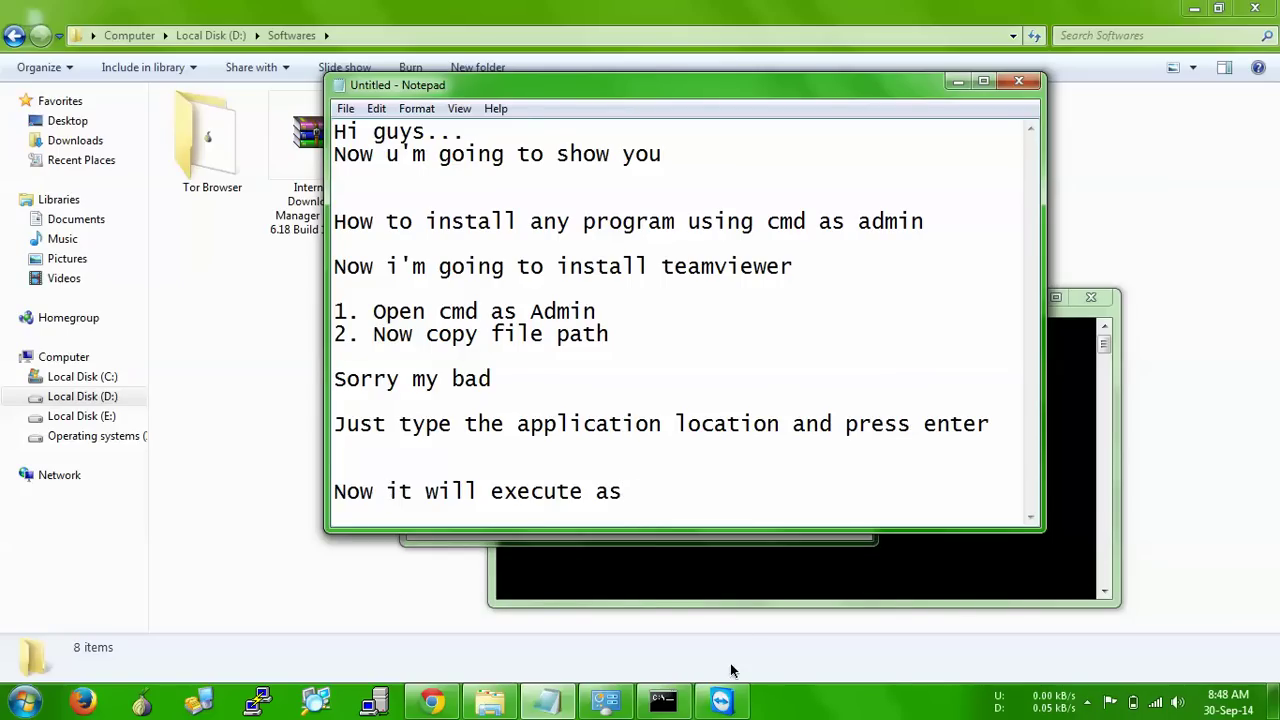 Computer Local Disk (D:) Softwares
Search Softwares
Organize Include in library Share with Slide show Burn New folder
Favorites
Desktop
Downloads
Recent Places
Libraries
Documents
Music
Pictures
Videos
Homegroup
Computer
Local Disk (C:)
Local Disk (D:)
Local Disk (E:)
Operating systems (
Network
Tor Browser
Intern
Downlo
Manager
6.18 Build
Untitled - Notepad
File Edit Format View Help
Hi guys...
Now u'm going to show you
How to install any program using cmd as admin
Now i'm going to install teamviewer
1. Open cmd as Admin
2. Now copy file path
Sorry my bad
Just type the application location and press enter
Now it will execute as
8 items
U: 0.00 kB/s
D: 0.05 kB/s
8:48 AM
30-Sep-14